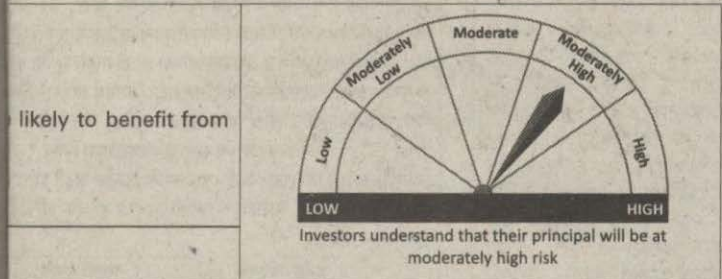 likely to benefit from
Low
Moderately
Low
Moderate
Moderately
High
High
LOW
HIGH
Investors understand that their principal will be at
moderately high risk